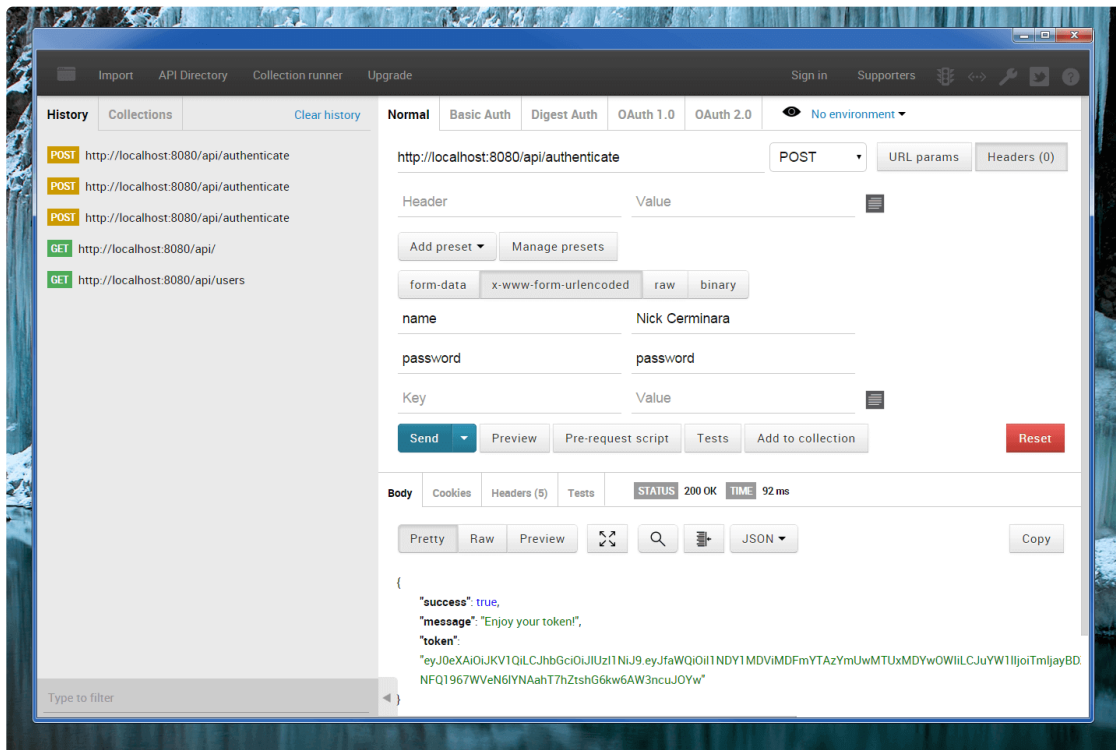 Import API Directory Collection runner Upgrade Sign in Supporters
History Collections Clear history
POST http://localhost:8080/api/authenticate
POST http://localhost:8080/api/authenticate
POST http://localhost:8080/api/authenticate
GET http://localhost:8080/api/
GET http://localhost:8080/api/users
Type to filter
Normal Basic Auth Digest Auth OAuth 1.0 OAuth 2.0 No environment
http://localhost:8080/api/authenticate POST URL params Headers (0)
Header Value
Add preset Manage presets
form-data x-www-form-urlencoded raw binary
name Nick Cerminara
password password
Key Value
Send Preview Pre-request script Tests Add to collection Reset
Body Cookies Headers (5) Tests STATUS 200 OK TIME 92 ms
Pretty Raw Preview JSON Copy
{
"success": true,
"message": "Enjoy your token!",
"token":
"eyJ0eXAiOiJKV1QiLCJhbGciOiJIUzI1NiJ9.eyJfaWQiOiI1NDY1MDViMDFmYTAzYmUwMTUxMDYwOWIiLCJuYW1lIjoiTmljayBD
NFQ1967WVeN6lYNAahT7hZtshG6kw6AW3ncuJOYw"
}